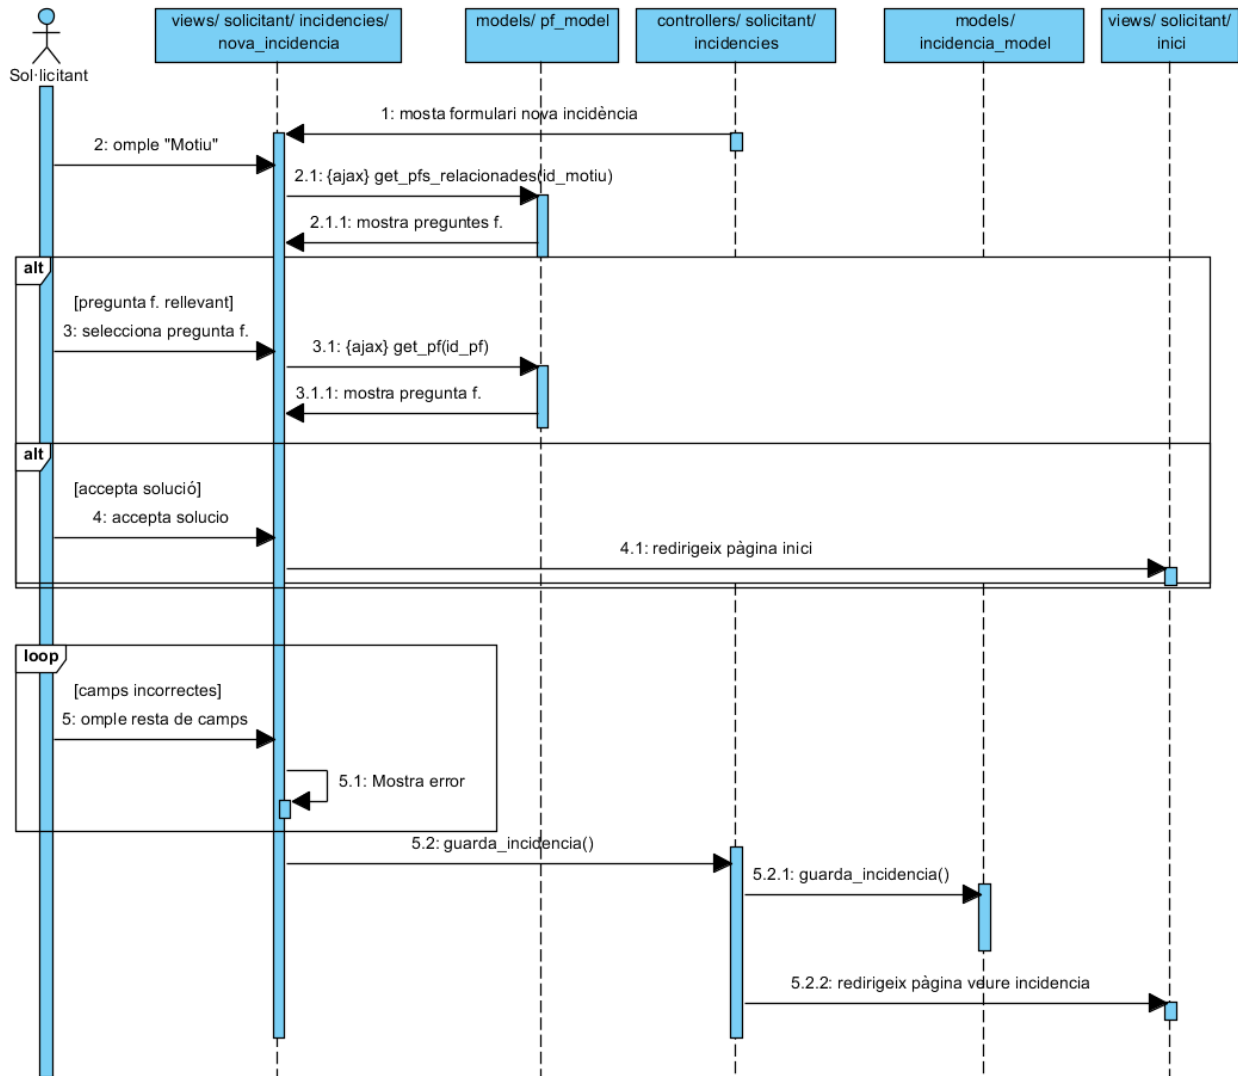 Sol·licitant
views/ solicitant/ incidencies/
nova_incidencia
models/ pf_model
controllers/ solicitant/
incidencies
models/
incidencia_model
views/ solicitant/
inici
1: mosta formulari nova incidència
2: omple "Motiu"
2.1: {ajax} get_pfs_relacionades(id_motiu)
2.1.1: mostra preguntes f.
alt
[pregunta f. rellevant]
3: selecciona pregunta f.
3.1: {ajax} get_pf(id_pf)
3.1.1: mostra pregunta f.
alt
[accepta solució]
4: accepta solucio
4.1: redirigeix pàgina inici
loop
[camps incorrectes]
5: omple resta de camps
5.1: Mostra error
5.2: guarda_incidencia()
5.2.1: guarda_incidencia()
5.2.2: redirigeix pàgina veure incidencia